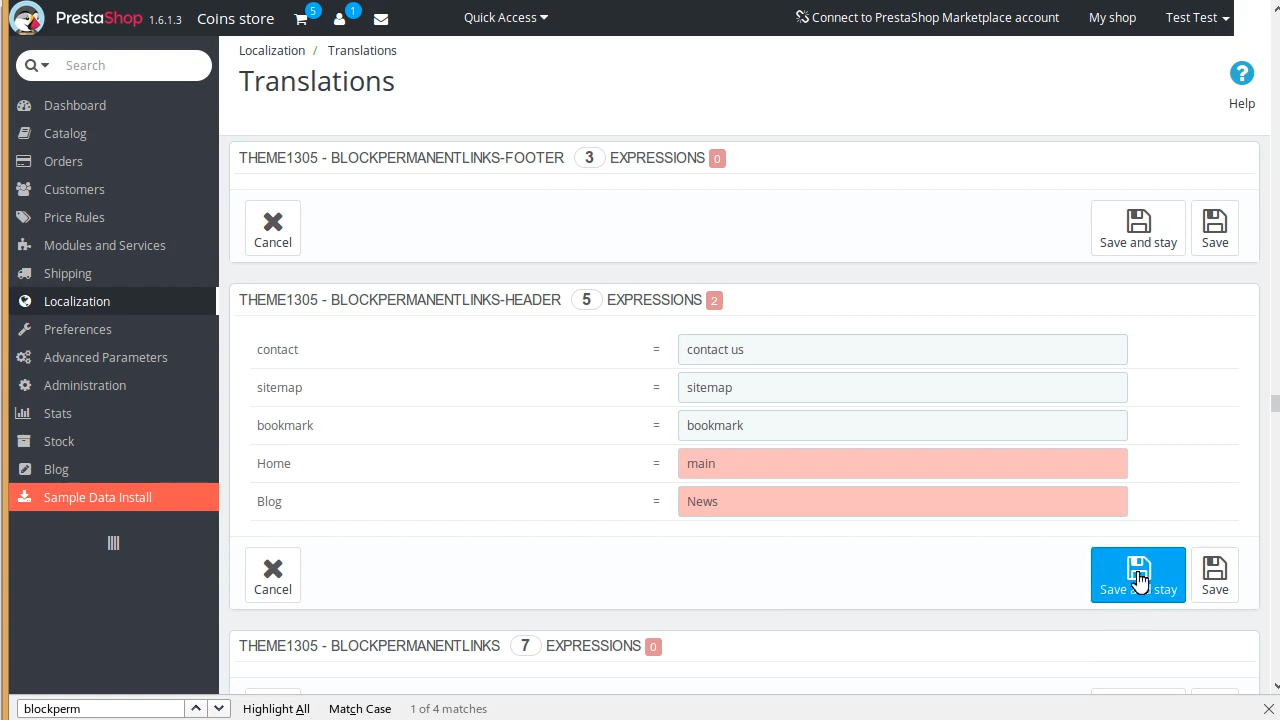 PrestaShop 1.6.1.3 Coins store 5 1 Quick Access Connect to PrestaShop Marketplace account My shop Test Test
Localization / Translations
Translations
Help
Search
Dashboard
Catalog
Orders
Customers
Price Rules
Modules and Services
Shipping
Localization
Preferences
Advanced Parameters
Administration
Stats
Stock
Blog
Sample Data Install
THEME1305 - BLOCKPERMANENTLINKS-FOOTER 3 EXPRESSIONS 0
Cancel Save and stay Save
THEME1305 - BLOCKPERMANENTLINKS-HEADER 5 EXPRESSIONS 2
contact = contact us
sitemap = sitemap
bookmark = bookmark
Home = main
Blog = News
Cancel Save and stay Save
THEME1305 - BLOCKPERMANENTLINKS 7 EXPRESSIONS 0
blockperm Highlight All Match Case 1 of 4 matches